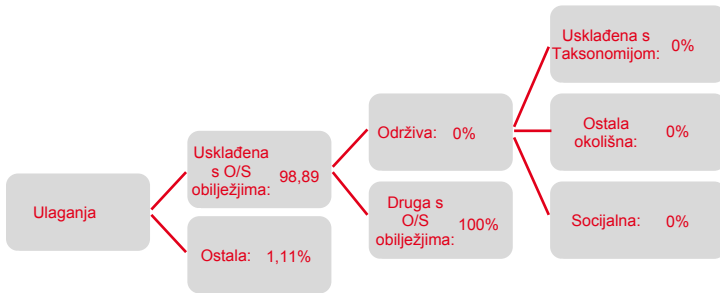 Ulaganja
Usklađena
s O/S
obilježjima: 98,89
Ostala: 1,11%
Održiva: 0%
Druga s
O/S
obilježjima: 100%
Usklađena s
Taksonomijom: 0%
Ostala
okolišna: 0%
Socijalna: 0%